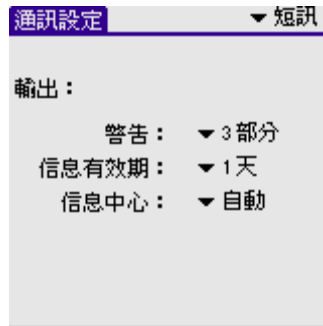 通訊設定 短訊
輸出：
警告： 3部分
信息有效期： 1天
信息中心： 自動